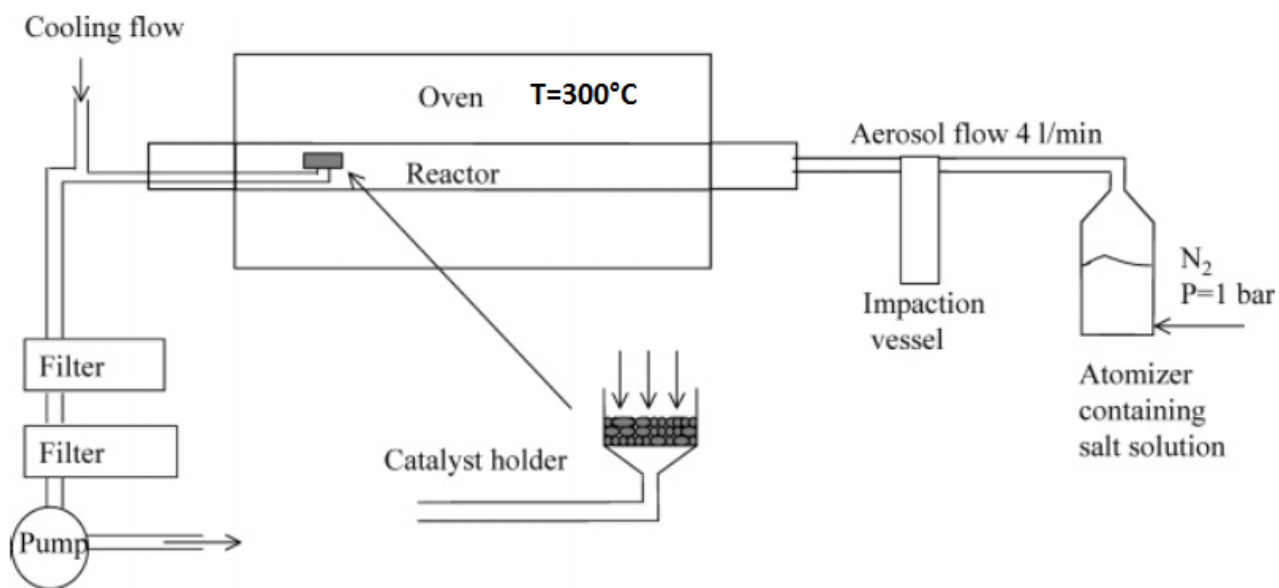 Cooling flow
Oven T=300°C
Aerosol flow 4 l/min
Reactor
N2
P=1 bar
Impaction
vessel
Filter
Atomizer
containing
salt solution
Filter
Catalyst holder
Pump